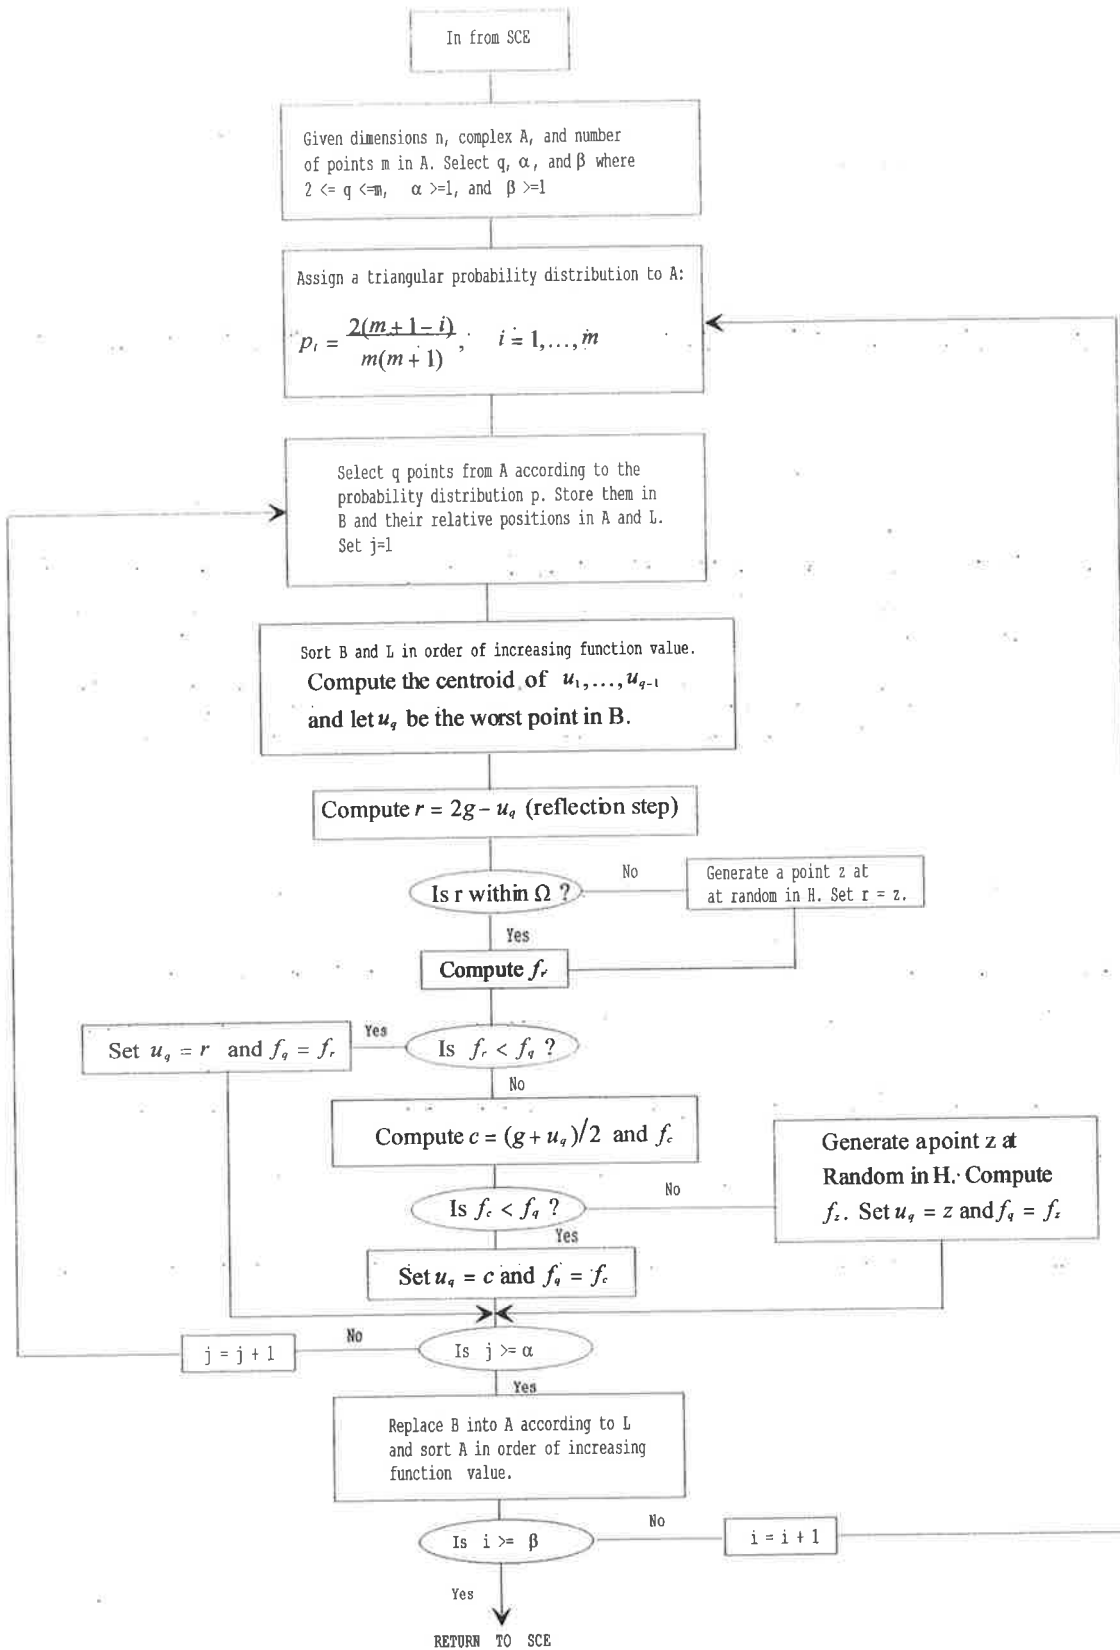 In from SCE
Given dimensions n, complex A, and number
of points m in A. Select q, α, and β where
2 <= q <=m, α >=1, and β >=1
Assign a triangular probability distribution to A:
p_i = 2(m + 1 − i) / m(m + 1), i = 1,...,m
Select q points from A according to the
probability distribution p. Store them in
B and their relative positions in A and L.
Set j=1
Sort B and L in order of increasing function value.
Compute the centroid of u_1,...,u_{q-1}
and let u_q be the worst point in B.
Compute r = 2g − u_q (reflection step)
Is r within Ω ?
No
Generate a point z at
at random in H. Set r = z.
Yes
Compute f_r
Is f_r < f_q ?
Yes
Set u_q = r and f_q = f_r
No
Compute c = (g + u_q)/2 and f_c
Is f_c < f_q ?
No
Generate a point z at
Random in H. Compute
f_z. Set u_q = z and f_q = f_z
Yes
Set u_q = c and f_q = f_c
Is j >= α
No
j = j + 1
Yes
Replace B into A according to L
and sort A in order of increasing
function value.
Is i >= β
No
i = i + 1
Yes
RETURN TO SCE